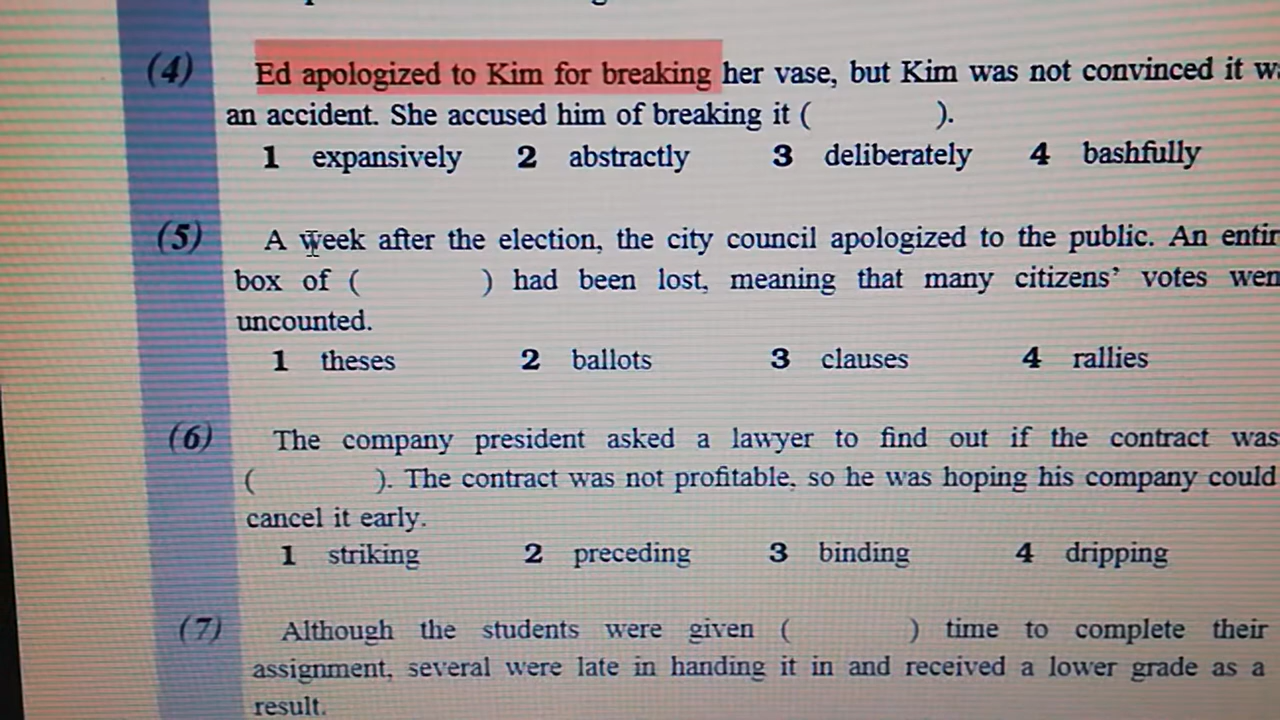 (4) Ed apologized to Kim for breaking her vase, but Kim was not convinced it
an accident. She accused him of breaking it ( ).
1 expansively 2 abstractly 3 deliberately 4 bashfully
(5) A week after the election, the city council apologized to the public. An
box of ( ) had been lost, meaning that many citizens’ votes
uncounted.
1 theses 2 ballots 3 clauses 4 rallies
(6) The company president asked a lawyer to find out if the contract was
( ). The contract was not profitable, so he was hoping his company could
cancel it early.
1 striking 2 preceding 3 binding 4 dripping
(7) Although the students were given ( ) time to complete their
assignment, several were late in handing it in and received a lower grade as a
result.